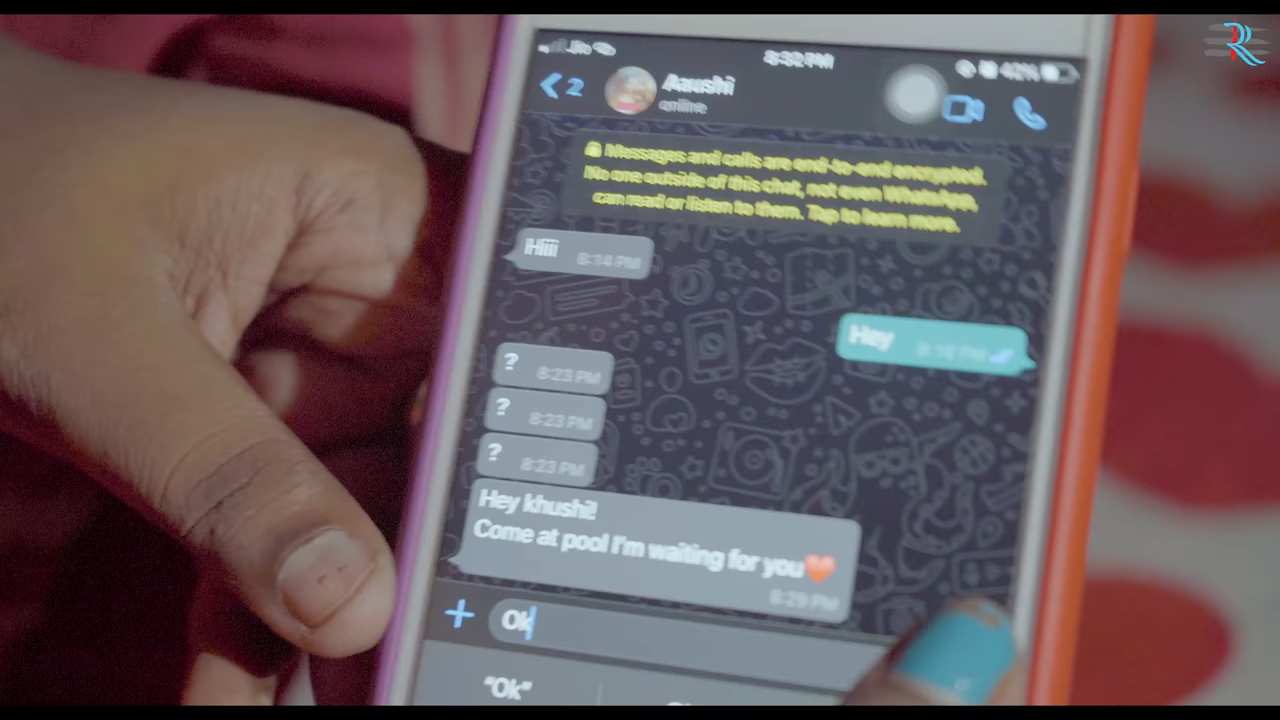 8:32 PM
42%
2
Aaushi
online
Messages and calls are end-to-end encrypted.
No one outside of this chat, not even WhatsApp,
can read or listen to them. Tap to learn more.
Hiii
8:14 PM
Hey
?
8:23 PM
?
8:23 PM
?
8:23 PM
Hey khushi!
Come at pool I'm waiting for you❤️
8:29 PM
Ok
"Ok"